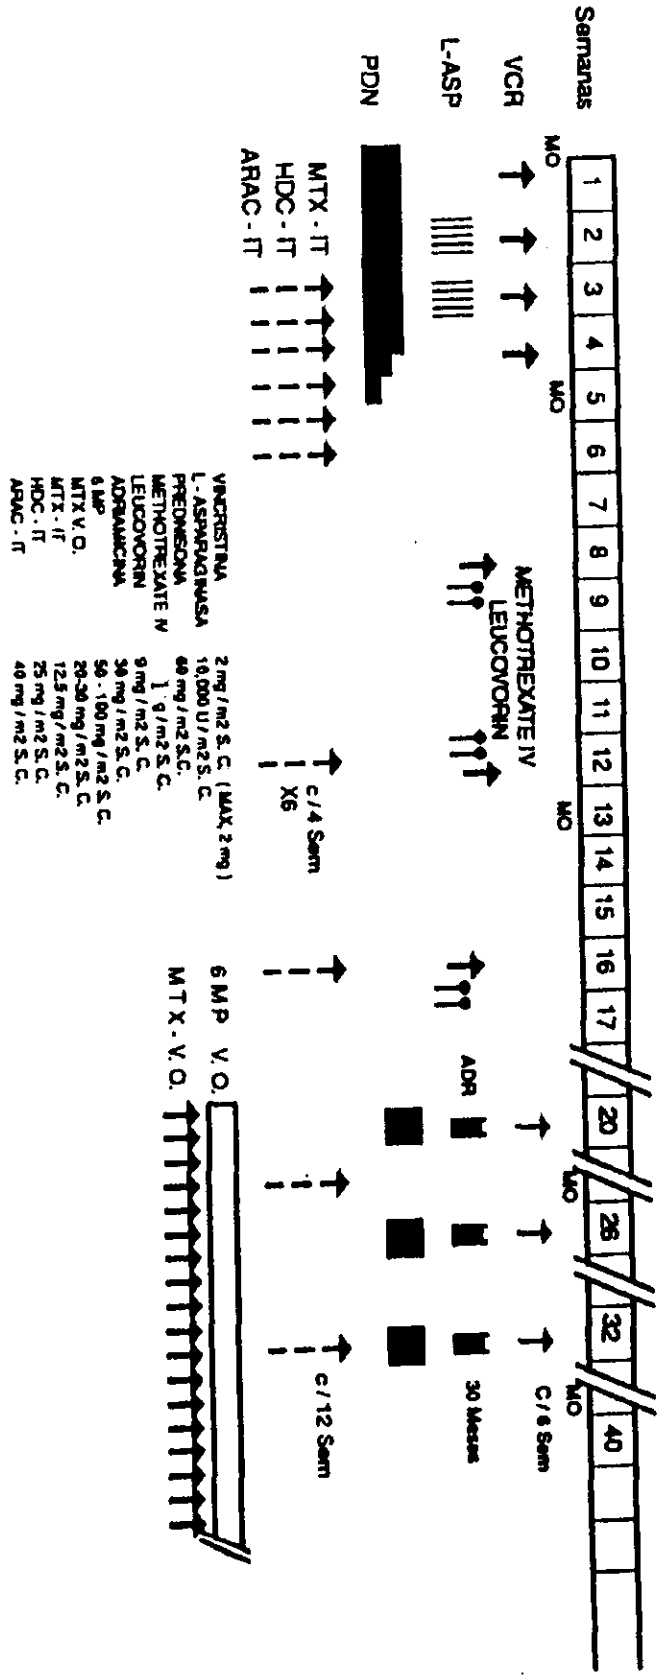 Semanas 1 2 3 4 5 6 7 8 9 10 11 12 13 14 15 16 17 20 26 32 40
MO MO MO MO MO
VCR C / 6 Sem
METHOTREXATE IV
LEUCOVORIN
L-ASP ADR 30 Meses
PDN
MTX - IT c / 4 Sem c / 12 Sem
HDC - IT X6
ARAC - IT
6 MP V. O.
MTX - V. O.
VINCRISTINA 2 mg / m2 S. C. ( MAX, 2 mg )
L - ASPARAGINASA 10,000 U / m2 S. C.
PREDNISONA 60 mg / m2 S. C.
METHOTREXATE IV 1 g / m2 S. C.
LEUCOVORIN 9 mg / m2 S. C.
ADRIAMICINA 30 mg / m2 S. C.
6 MP 50 - 100 mg / m2 S. C.
MTX V. O. 20-30 mg / m2 S. C.
MTX - IT 12.5 mg / m2 S. C.
HDC - IT 25 mg / m2 S. C.
ARAC - IT 40 mg / m2 S. C.